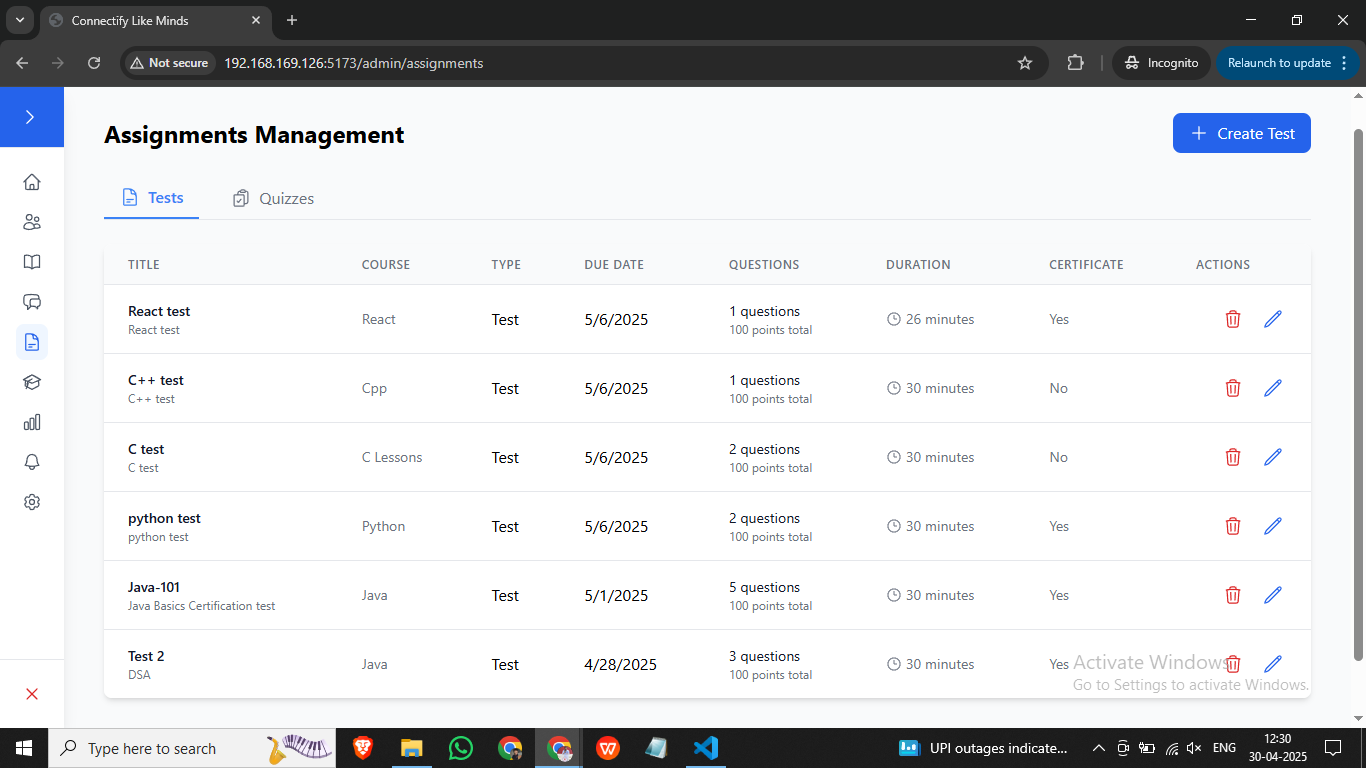 Connectify Like Minds
Not secure 192.168.169.126:5173/admin/assignments Incognito Relaunch to update
Assignments Management
Create Test
Tests Quizzes
TITLE COURSE TYPE DUE DATE QUESTIONS DURATION CERTIFICATE ACTIONS
React test React Test 5/6/2025 1 questions 26 minutes Yes
React test 100 points total
C++ test Cpp Test 5/6/2025 1 questions 30 minutes No
C++ test 100 points total
C test C Lessons Test 5/6/2025 2 questions 30 minutes No
C test 100 points total
python test Python Test 5/6/2025 2 questions 30 minutes Yes
python test 100 points total
Java-101 Java Test 5/1/2025 5 questions 30 minutes Yes
Java Basics Certification test 100 points total
Test 2 Java Test 4/28/2025 3 questions 30 minutes Yes
DSA 100 points total
Activate Windows
Go to Settings to activate Windows.
Type here to search UPI outages indicate... ENG 12:30
30-04-2025